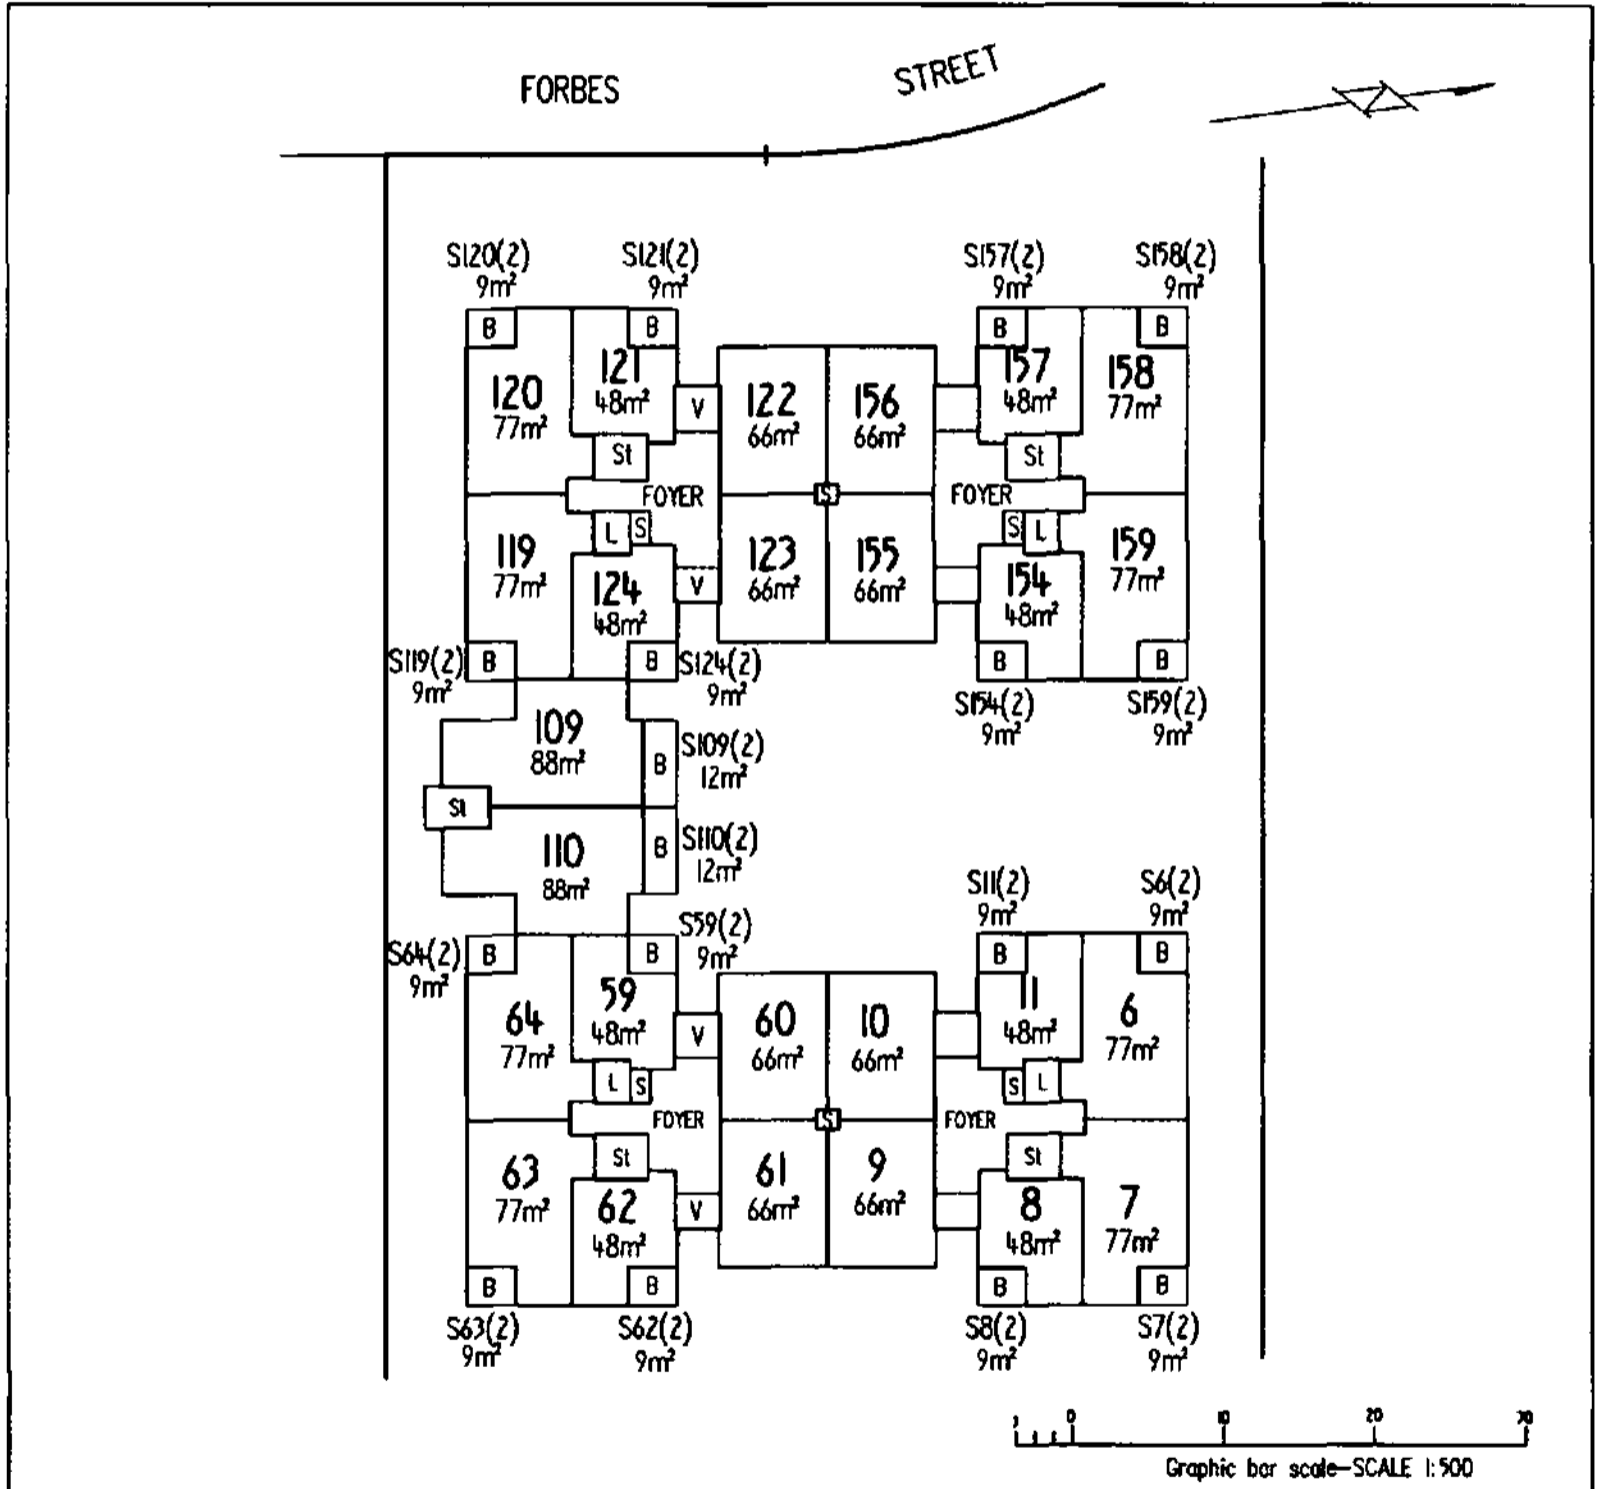 FORBES
STREET
S120(2)
9m²
S121(2)
9m²
S157(2)
9m²
S158(2)
9m²
B
B
B
B
120
77m²
121
48m²
V
122
66m²
156
66m²
157
48m²
158
77m²
St
St
FOYER
S
FOYER
L
S
S
L
119
77m²
124
48m²
V
123
66m²
155
66m²
154
48m²
159
77m²
S119(2)
9m²
B
B
S124(2)
9m²
B
B
S154(2)
9m²
S159(2)
9m²
109
88m²
B
S109(2)
12m²
St
110
88m²
B
S110(2)
12m²
S64(2)
9m²
B
B
S59(2)
9m²
S11(2)
9m²
S6(2)
9m²
B
B
64
77m²
59
48m²
V
60
66m²
10
66m²
11
48m²
6
77m²
L
S
S
L
FOYER
S
FOYER
St
St
63
77m²
62
48m²
V
61
66m²
9
66m²
8
48m²
7
77m²
B
B
B
B
S63(2)
9m²
S62(2)
9m²
S8(2)
9m²
S7(2)
9m²
0
10
20
30
Graphic bar scale-SCALE 1:500